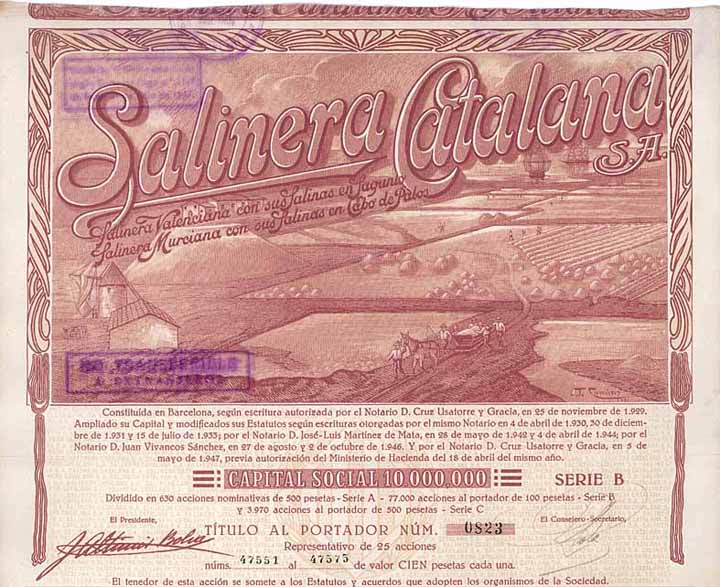 Salinera Catalana
S.A.
Salinera Valenciana con sus Salinas en Sagunto
Salinera Murciana con sus Salinas en Cabo de Palos
NO TRANSFERIBLE
A EXTRANJEROS
Constituída en Barcelona, según escritura autorizada por el Notario D. Cruz Usatorre y Gracia, en 25 de noviembre de 1.929.
Ampliado su Capital y modificados sus Estatutos según escrituras otorgadas por el mismo Notario en 4 de abril de 1.930, 30 de diciem-
bre de 1.931 y 15 de julio de 1.933; por el Notario D. José-Luis Martínez de Mata, en 28 de mayo de 1.942 y 4 de abril de 1.944; por el
Notario D. Juan Vivancos Sánchez, en 27 de agosto y 2 de octubre de 1.946. Y por el Notario D. Cruz Usatorre y Gracia, en 5 de
mayo de 1.947, previa autorización del Ministerio de Hacienda del 18 de abril del mismo año.
CAPITAL SOCIAL 10.000.000 SERIE B
Dividido en 630 acciones nominativas de 500 pesetas - Serie A - 77.000 acciones al portador de 100 pesetas - Serie B
y 3.970 acciones al portador de 500 pesetas - Serie C
El Presidente, El Consejero-Secretario,
TÍTULO AL PORTADOR NÚM. 0823
Representativo de 25 acciones
núms. 47551 al 47575 de valor CIEN pesetas cada una.
El tenedor de esta acción se somete a los Estatutos y acuerdos que adopten los organismos de la Sociedad.